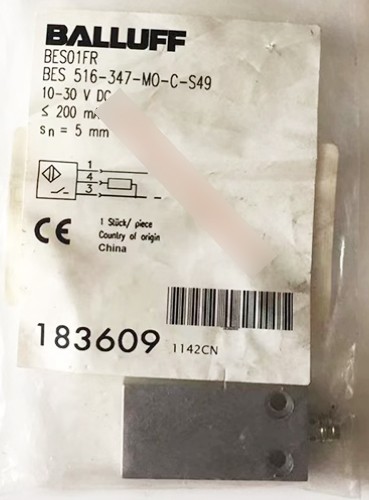 BALLUFF
BES01FR
BES 516-347-MO-C-S49
10-30 V DC
≤ 200 mA
sn = 5 mm
1
4
3
CE
1 Stück/ piece
Country of origin
China
183609
1142CN